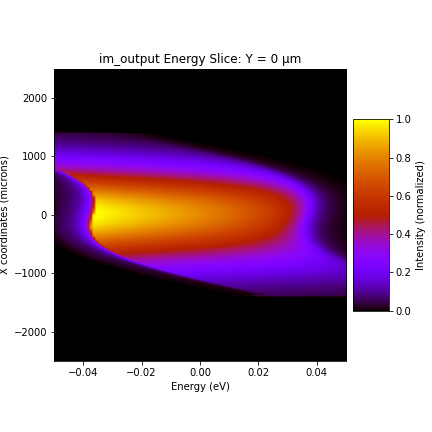 im_output Energy Slice: Y = 0 μm
X coordinates (microns)
2000
1000
0
−1000
−2000
−0.04 −0.02 0.00 0.02 0.04
Energy (eV)
1.0
0.8
0.6
0.4
0.2
0.0
Intensity (normalized)